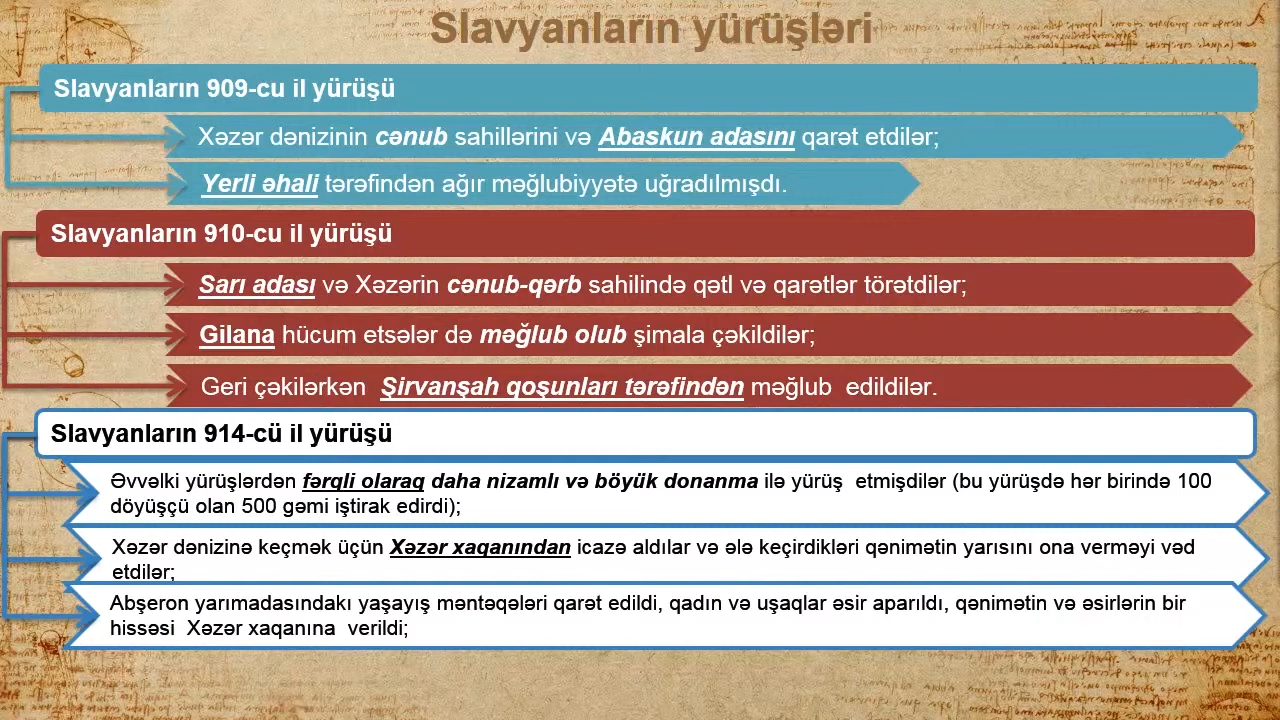 Slavyanların yürüşləri
Slavyanların 909-cu il yürüşü
Xəzər dənizinin cənub sahillərini və Abaskun adasını qarət etdilər;
Yerli əhali tərəfindən ağır məğlubiyyətə uğradılmışdı.
Slavyanların 910-cu il yürüşü
Sarı adası və Xəzərin cənub-qərb sahilində qətl və qarətlər törətdilər;
Gilana hücum etsələr də məğlub olub şimala çəkildilər;
Geri çəkilərkən Şirvanşah qoşunları tərəfindən məğlub edildilər.
Slavyanların 914-cü il yürüşü
Əvvəlki yürüşlərdən fərqli olaraq daha nizamlı və böyük donanma ilə yürüş etmişdilər (bu yürüşdə hər birində 100
döyüşçü olan 500 gəmi iştirak edirdi);
Xəzər dənizinə keçmək üçün Xəzər xaqanından icazə aldılar və ələ keçirdikləri qənimətin yarısını ona verməyi vəd
etdilər;
Abşeron yarımadasındakı yaşayış məntəqələri qarət edildi, qadın və uşaqlar əsir aparıldı, qənimətin və əsirlərin bir
hissəsi Xəzər xaqanına verildi;